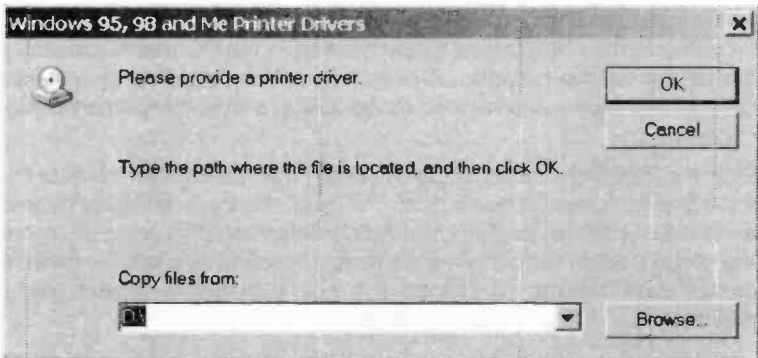 Windows 95, 98 and Me Printer Drivers
Please provide a printer driver.
OK
Cancel
Type the path where the file is located, and then click OK.
Copy files from:
D:\
Browse...